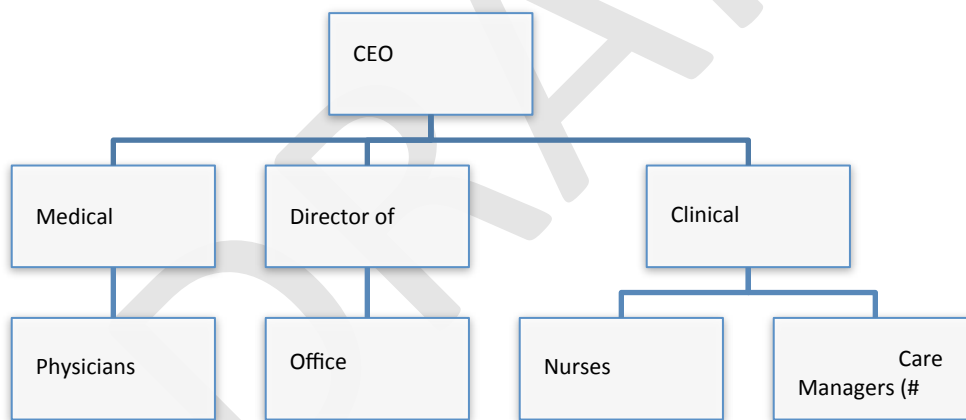 CEO
Medical
Director of
Clinical
Physicians
Office
Nurses
Care
Managers (#